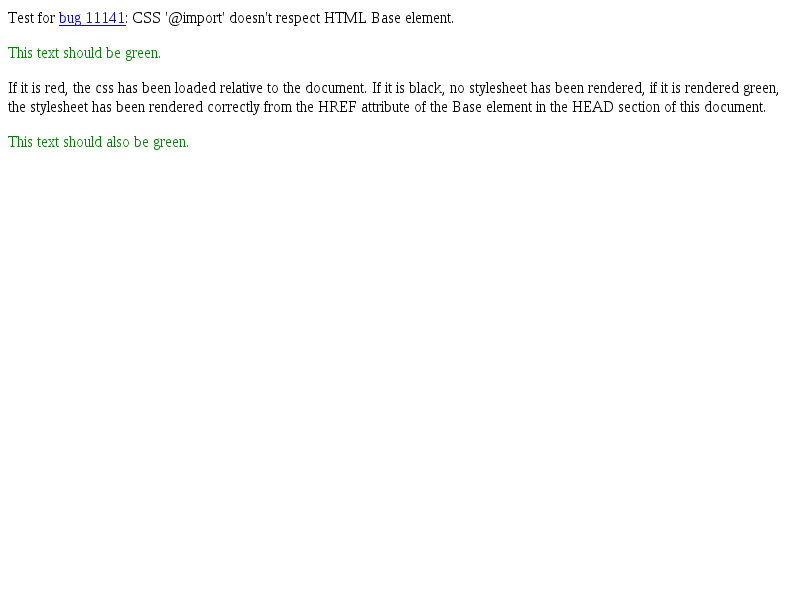 Test for bug 11141: CSS '@import' doesn't respect HTML Base element.
This text should be green.
If it is red, the css has been loaded relative to the document. If it is black, no stylesheet has been rendered, if it is rendered green,
the stylesheet has been rendered correctly from the HREF attribute of the Base element in the HEAD section of this document.
This text should also be green.